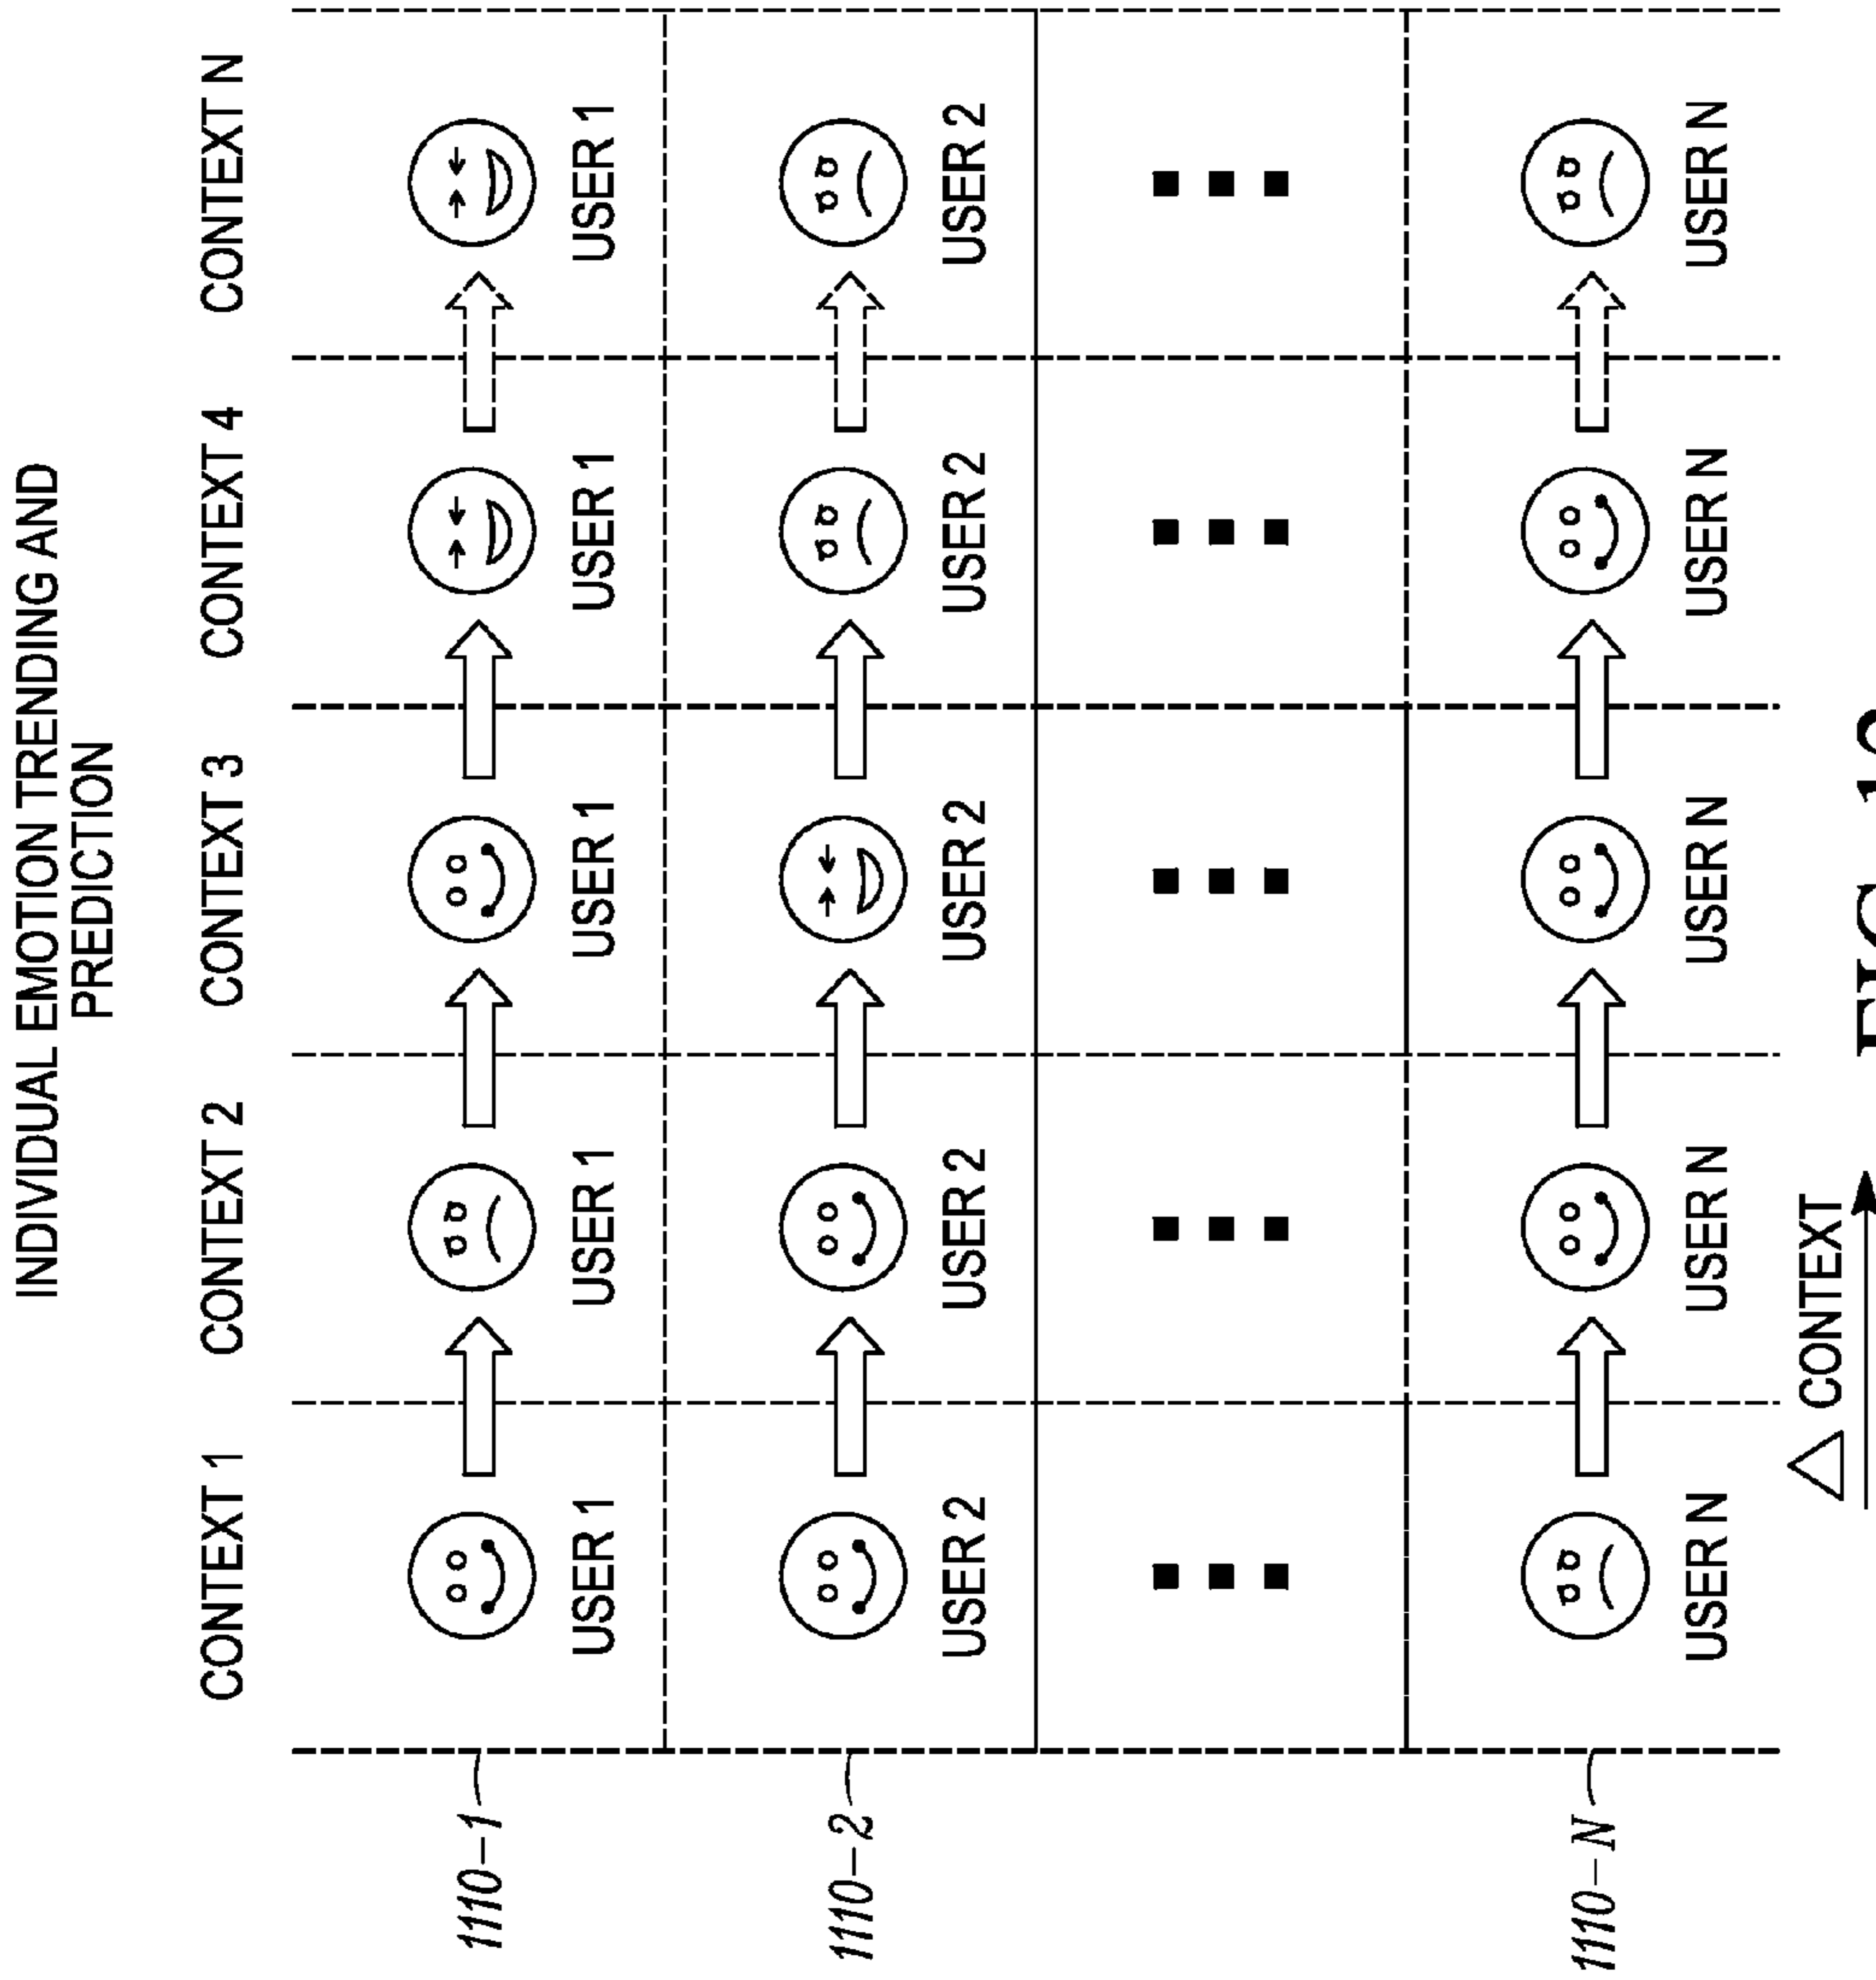 INDIVIDUAL EMOTION TRENDING AND
PREDICTION
CONTEXT 1 CONTEXT 2 CONTEXT 3 CONTEXT 4 CONTEXT N
1110-1
USER 1 USER 1 USER 1 USER 1 USER 1
1110-2
USER 2 USER 2 USER 2 USER 2 USER 2
1110-N
USER N USER N USER N USER N USER N
△ CONTEXT